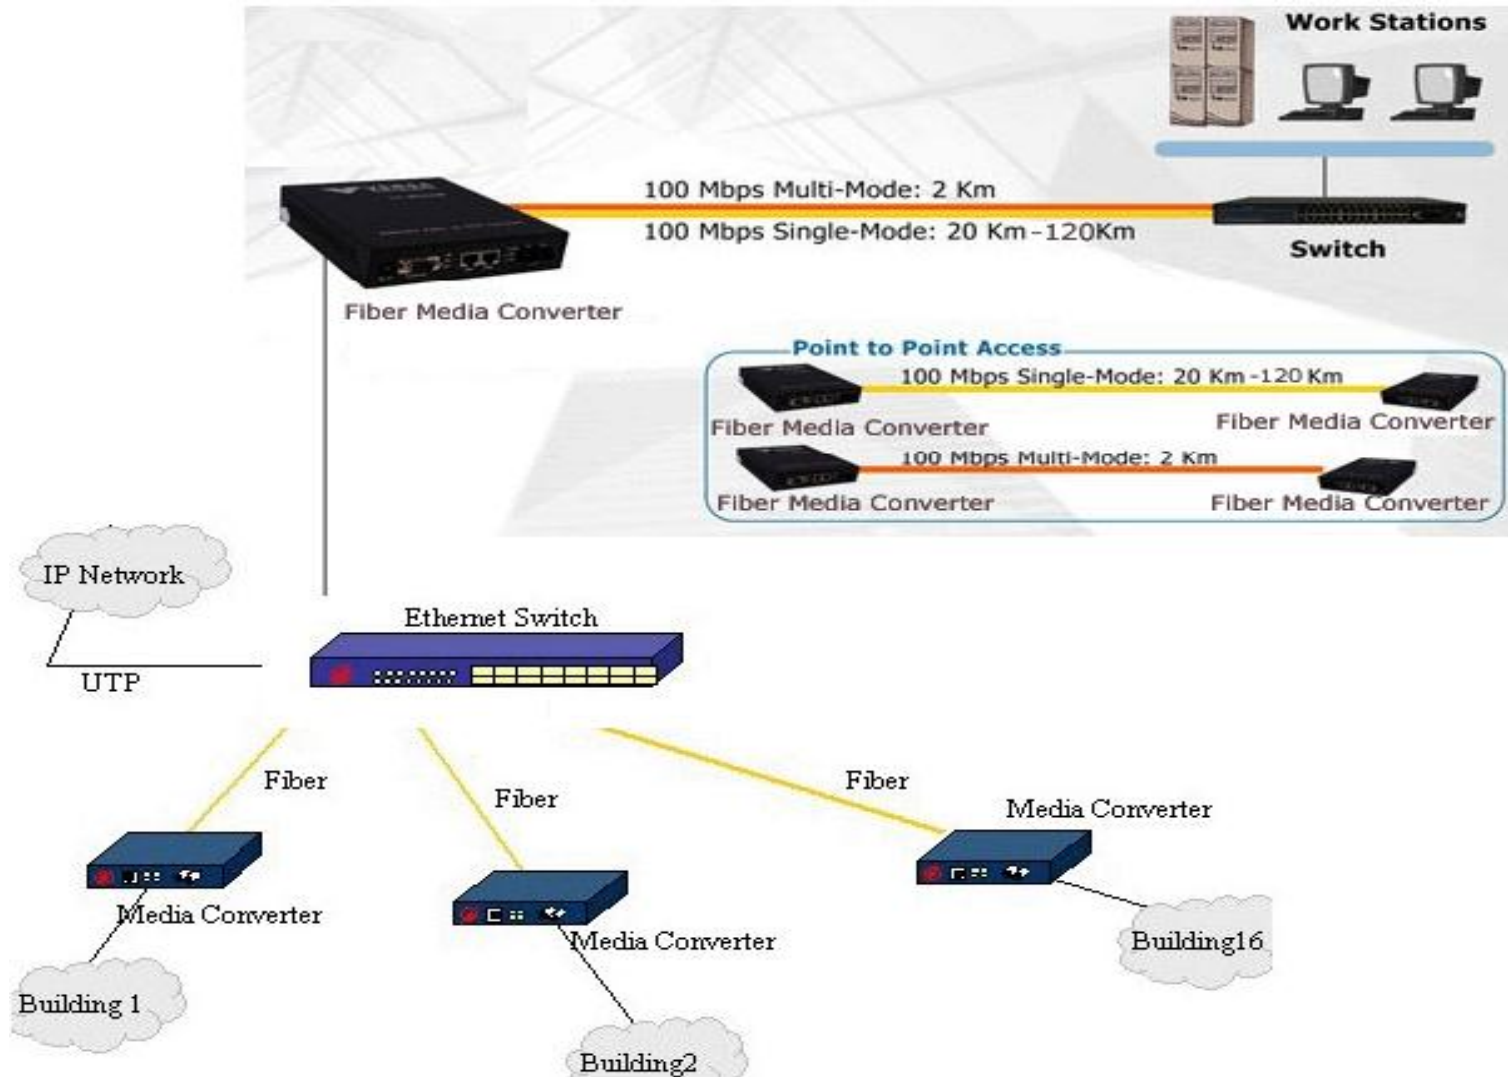 Work Stations
100 Mbps Multi-Mode: 2 Km
100 Mbps Single-Mode: 20 Km-120Km
Switch
Fiber Media Converter
Point to Point Access
100 Mbps Single-Mode: 20 Km-120 Km
Fiber Media Converter
Fiber Media Converter
100 Mbps Multi-Mode: 2 Km
Fiber Media Converter
Fiber Media Converter
IP Network
UTP
Ethernet Switch
Fiber
Fiber
Fiber
Media Converter
Media Converter
Media Converter
Building 1
Building2
Building16